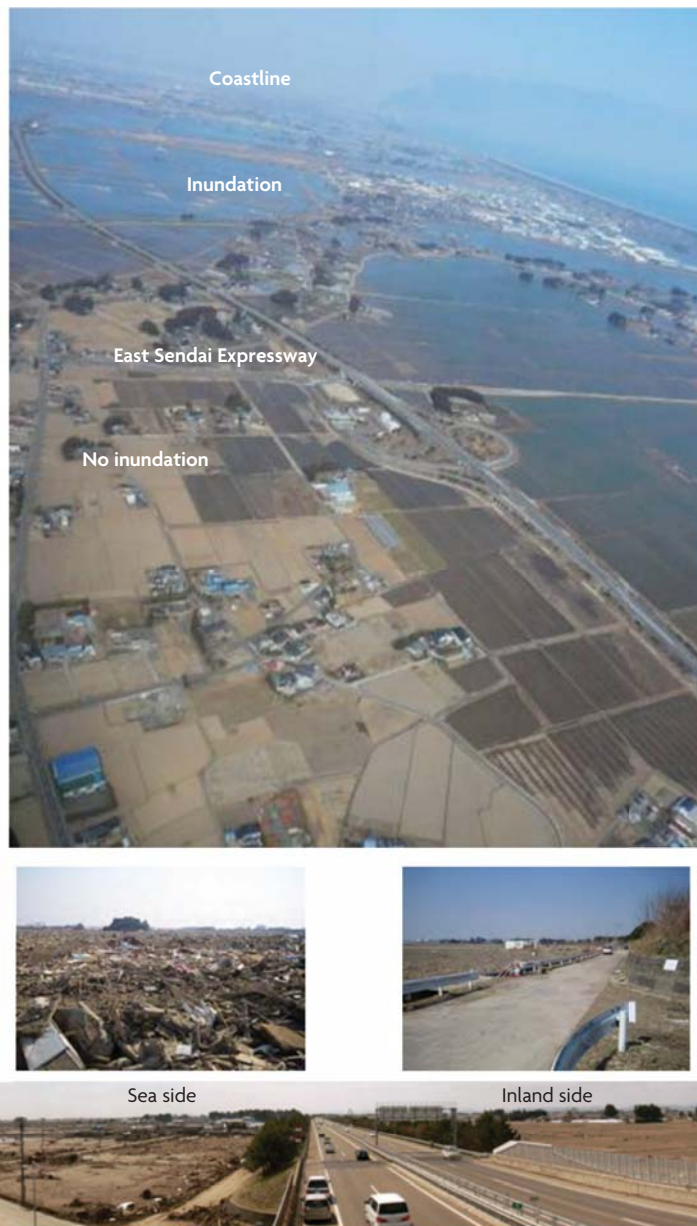 Coastline
Inundation
East Sendai Expressway
No inundation
Sea side
Inland side